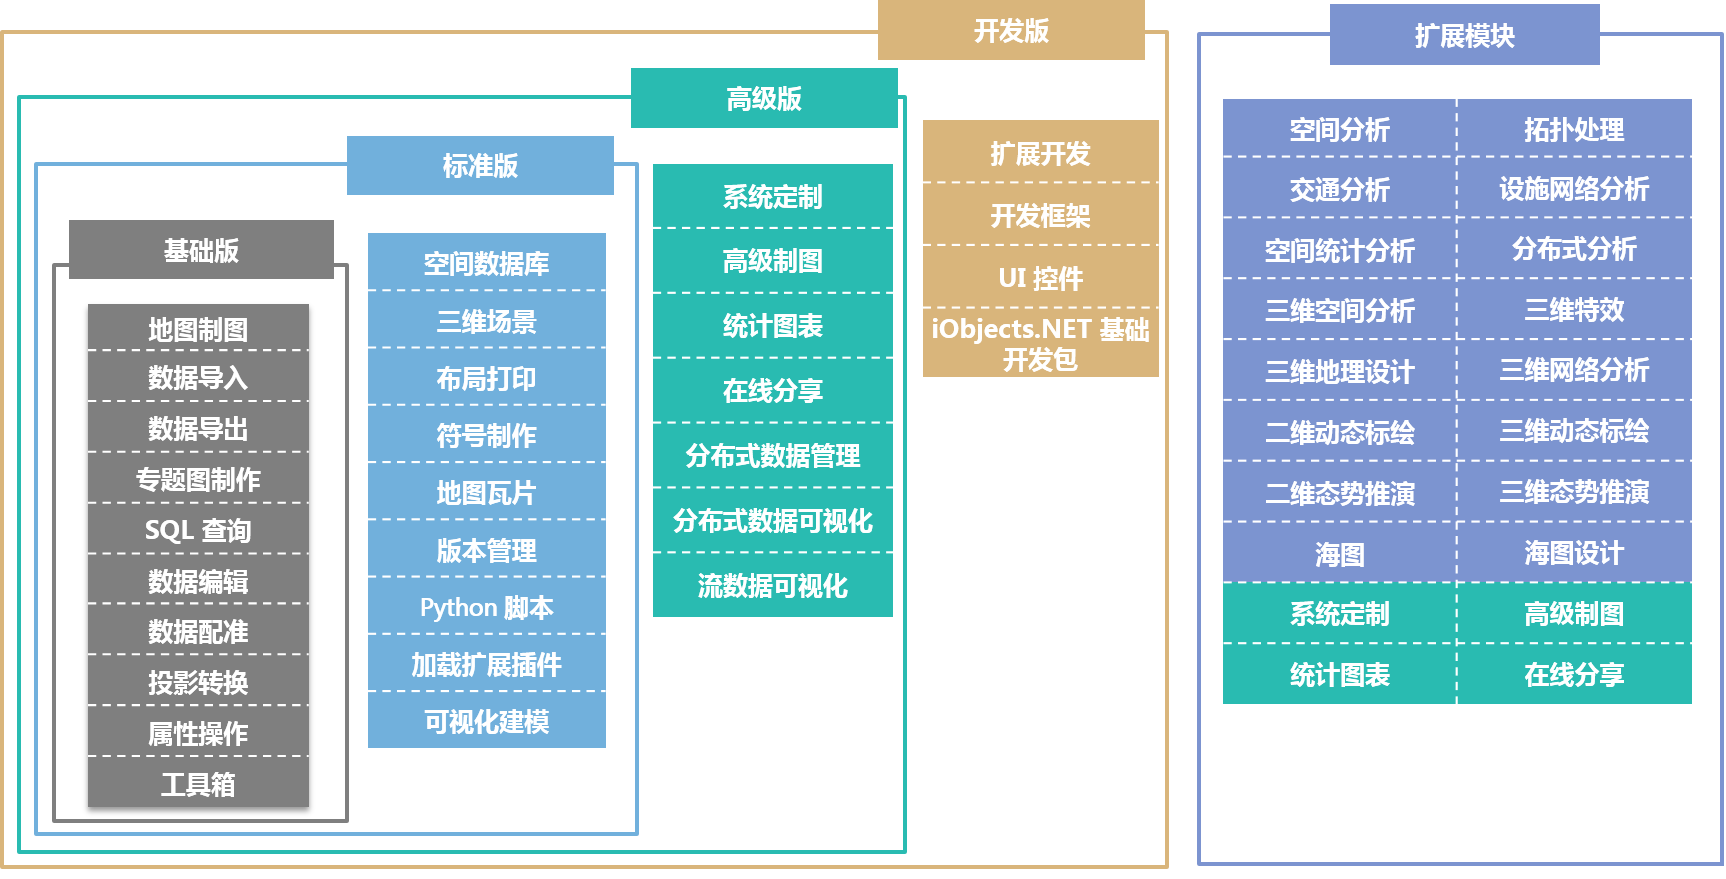 开发版
高级版
标准版
基础版
地图制图
数据导入
数据导出
专题图制作
SQL 查询
数据编辑
数据配准
投影转换
属性操作
工具箱
空间数据库
三维场景
布局打印
符号制作
地图瓦片
版本管理
Python 脚本
加载扩展插件
可视化建模
系统定制
高级制图
统计图表
在线分享
分布式数据管理
分布式数据可视化
流数据可视化
扩展开发
开发框架
UI 控件
iObjects.NET 基础
开发包
扩展模块
空间分析
拓扑处理
交通分析
设施网络分析
空间统计分析
分布式分析
三维空间分析
三维特效
三维地理设计
三维网络分析
二维动态标绘
三维动态标绘
二维态势推演
三维态势推演
海图
海图设计
系统定制
高级制图
统计图表
在线分享